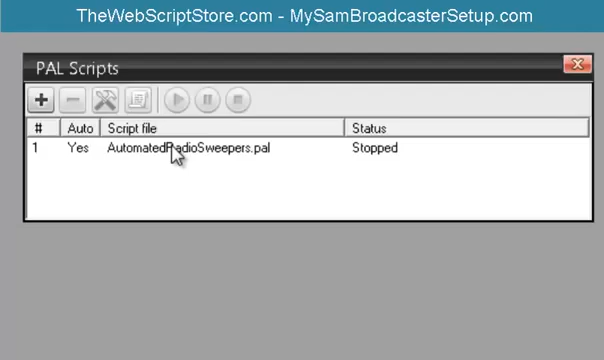 TheWebScriptStore.com - MySamBroadcasterSetup.com
PAL Scripts
# Auto Script file Status
1 Yes AutomatedRadioSweepers.pal Stopped